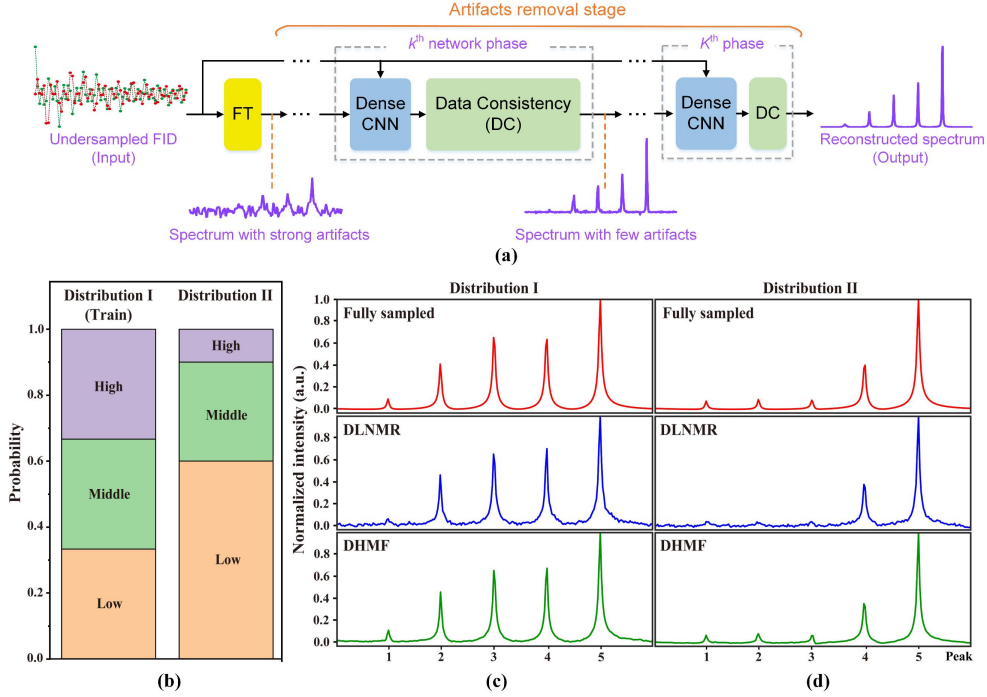 Artifacts removal stage
kth network phase
Kth phase
Undersampled FID
(Input)
FT
...
Dense
CNN
Data Consistency
(DC)
...
Dense
CNN
DC
Reconstructed spectrum
(Output)
Spectrum with strong artifacts
Spectrum with few artifacts
(a)
Distribution I
(Train)
Distribution II
Probability
1.0
0.8
0.6
0.4
0.2
0.0
High
Middle
Low
High
Middle
Low
(b)
Distribution I
Distribution II
Normalized intensity (a.u.)
Fully sampled
1.0
0.8
0.6
0.4
0.2
0.0
Fully sampled
DLNMR
0.8
0.6
0.4
0.2
0.0
DLNMR
DHMF
0.8
0.6
0.4
0.2
0.0
DHMF
1 2 3 4 5
1 2 3 4 5 Peak
(c)
(d)